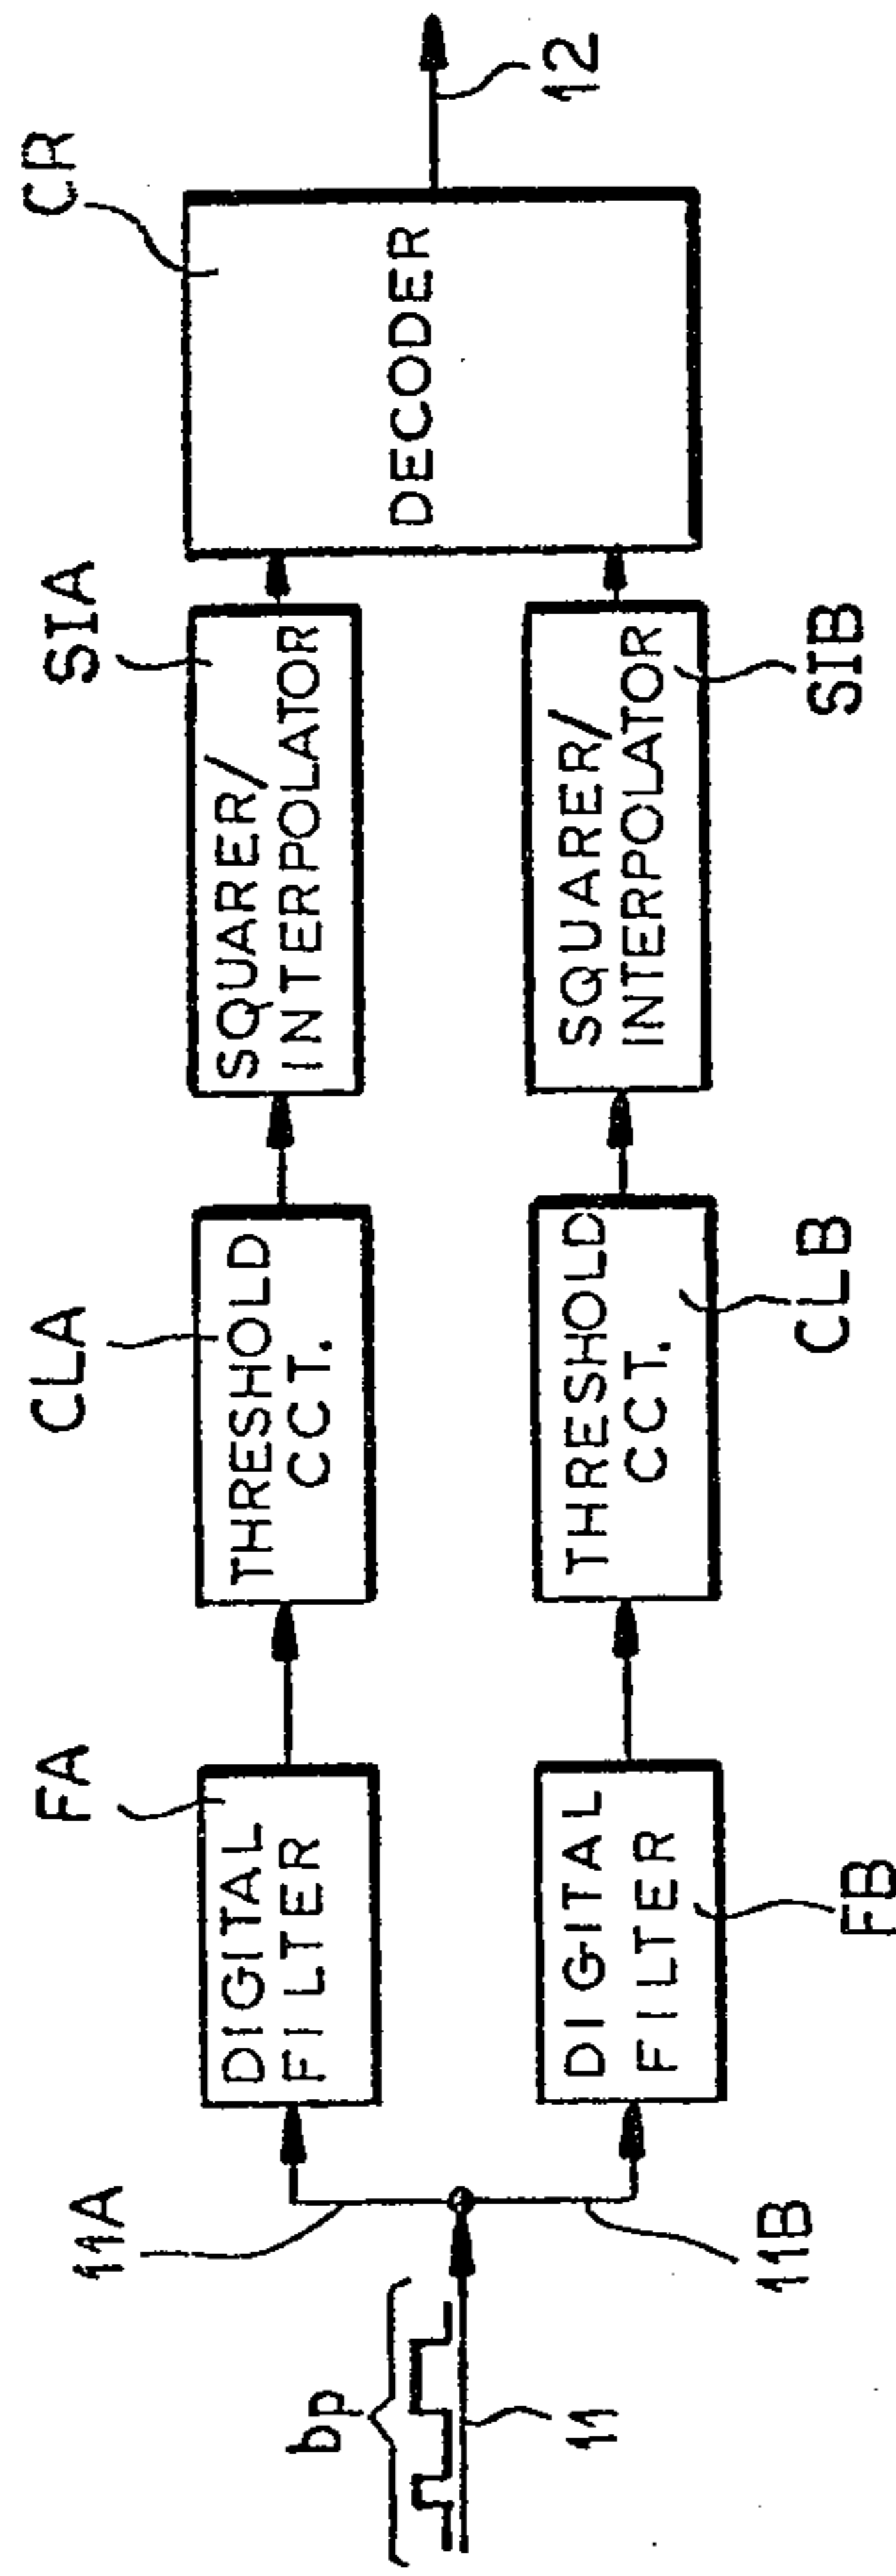 bp
11
11A
11B
FA
DIGITAL
FILTER
DIGITAL
FILTER
FB
CLA
THRESHOLD
CCT.
THRESHOLD
CCT.
CLB
SIA
SQUARER/
INTERPOLATOR
SQUARER/
INTERPOLATOR
SIB
CR
DECODER
12